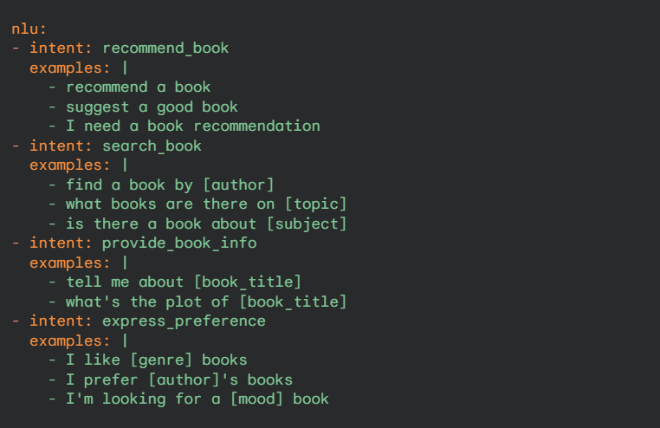 nlu:
- intent: recommend_book
  examples: |
    - recommend a book
    - suggest a good book
    - I need a book recommendation
- intent: search_book
  examples: |
    - find a book by [author]
    - what books are there on [topic]
    - is there a book about [subject]
- intent: provide_book_info
  examples: |
    - tell me about [book_title]
    - what's the plot of [book_title]
- intent: express_preference
  examples: |
    - I like [genre] books
    - I prefer [author]'s books
    - I'm looking for a [mood] book